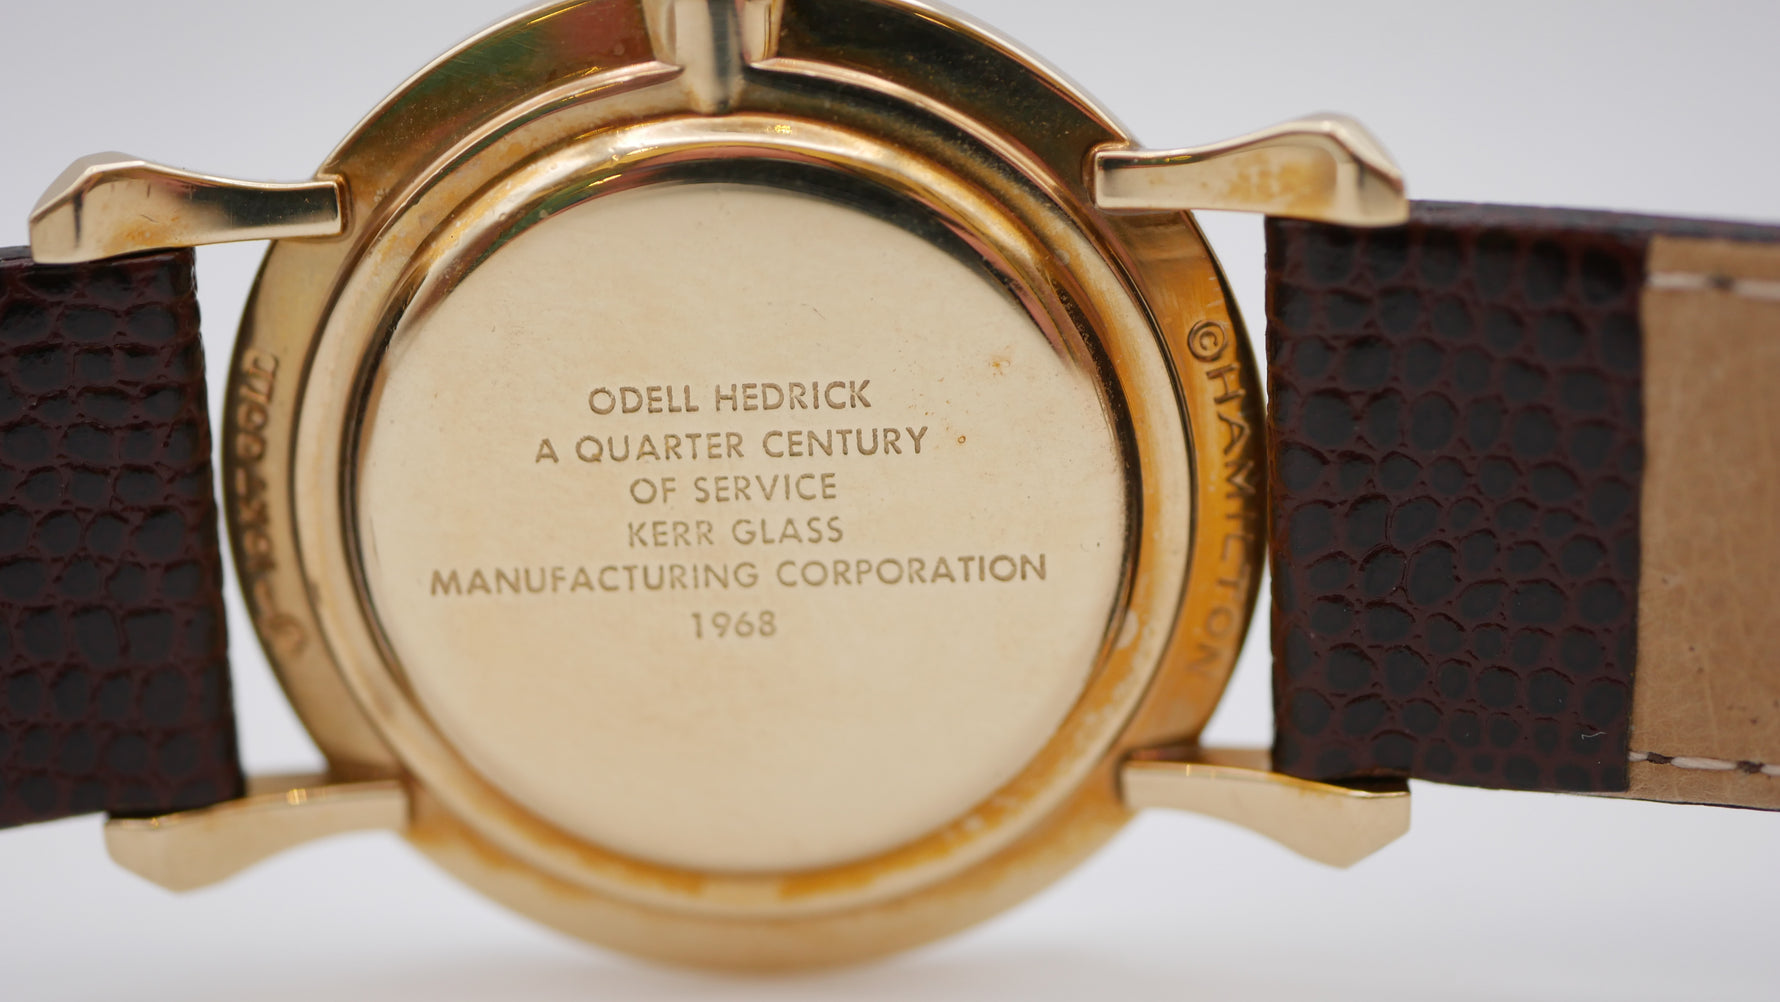 ODELL HEDRICK
A QUARTER CENTURY
OF SERVICE
KERR GLASS
MANUFACTURING CORPORATION
1968
©HAMILTON